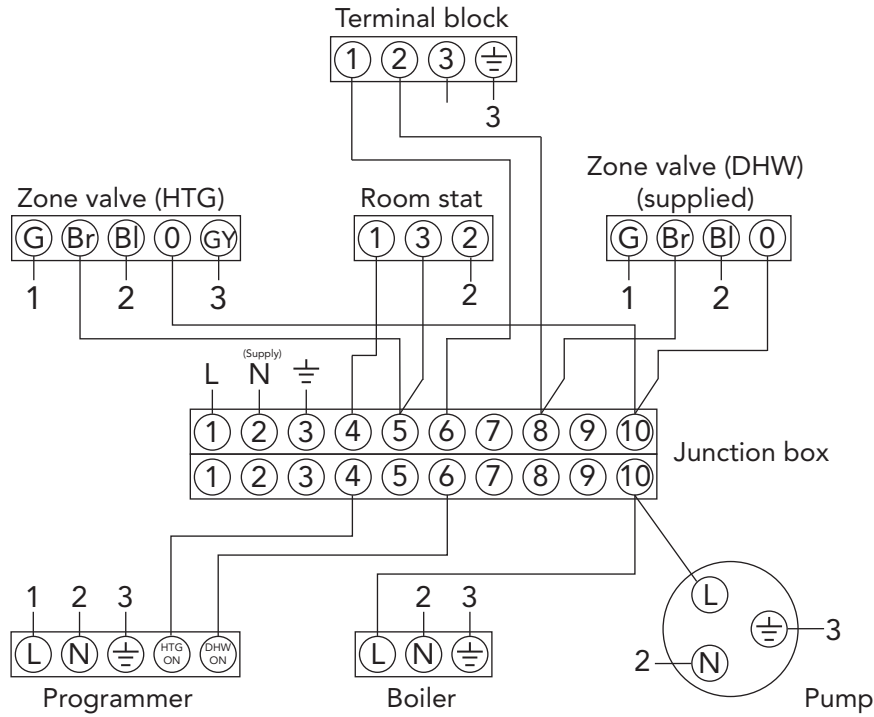 Terminal block
1 2 3
3
Zone valve (HTG)
G Br Bl 0 GY
1 2 3
Room stat
1 3 2
2
Zone valve (DHW)
(supplied)
G Br Bl 0
1 2
(Supply)
L N
1 2 3 4 5 6 7 8 9 10
Junction box
1 2 3 4 5 6 7 8 9 10
1 2 3
L N HTG ON DHW ON
Programmer
2 3
L N
Boiler
L
3
2 N
Pump